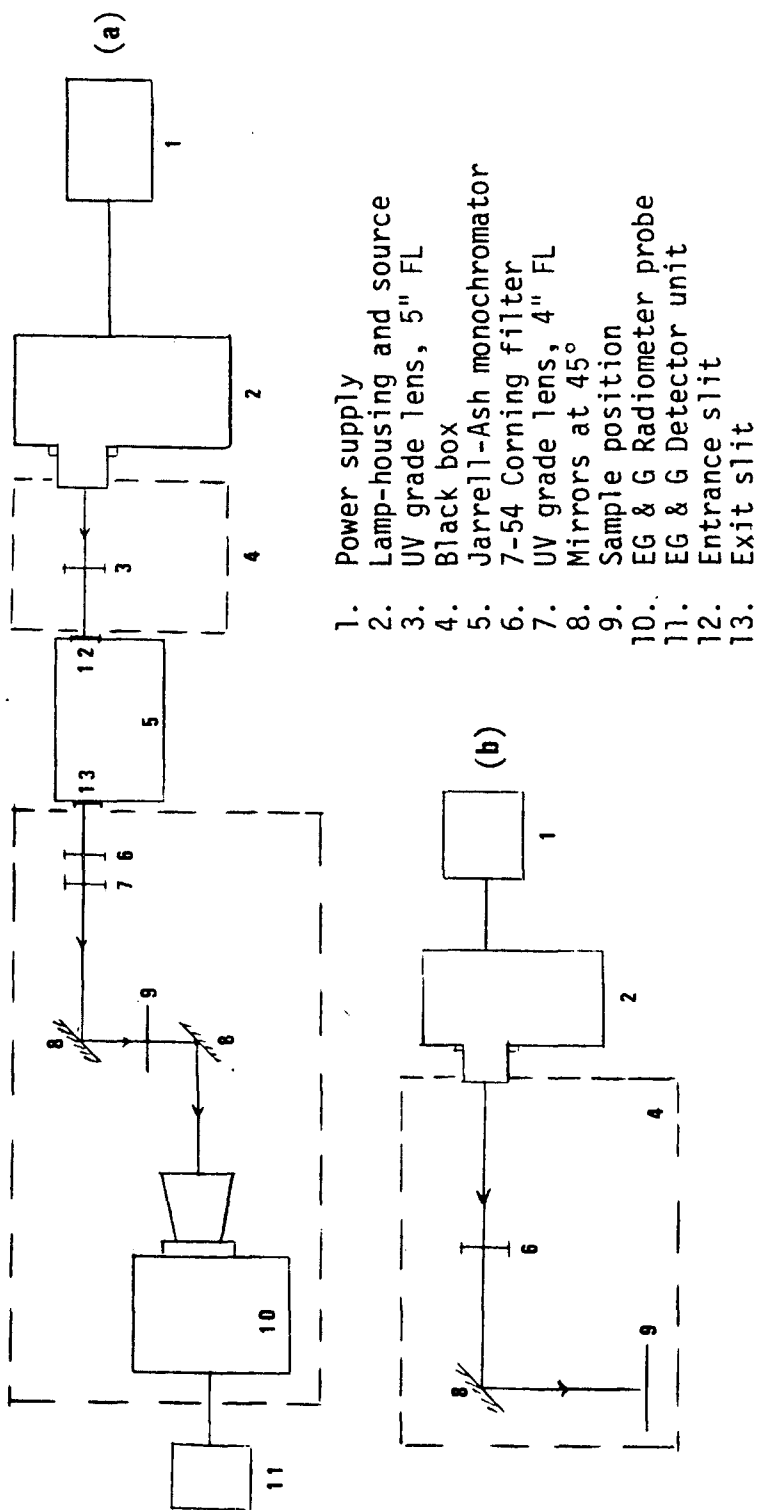 (a)
1
2
3
4
12
5
13
6
7
8
9
8
10
11
(b)
1
2
4
6
8
9
1. Power supply
2. Lamp-housing and source
3. UV grade lens, 5" FL
4. Black box
5. Jarrell-Ash monochromator
6. 7-54 Corning filter
7. UV grade lens, 4" FL
8. Mirrors at 45°
9. Sample position
10. EG & G Radiometer probe
11. EG & G Detector unit
12. Entrance slit
13. Exit slit